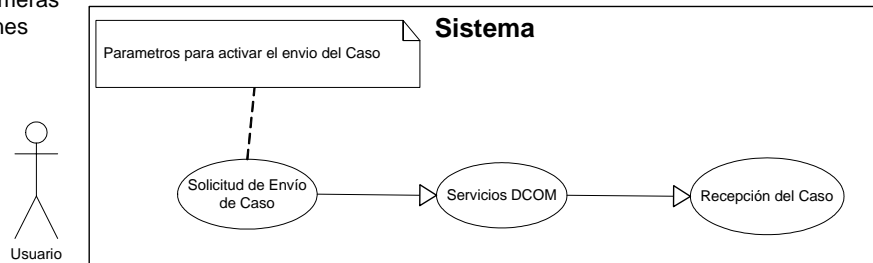 nes
Sistema
Parametros para activar el envio del Caso
Solicitud de Envío
de Caso
Servicios DCOM
Recepción del Caso
Usuario